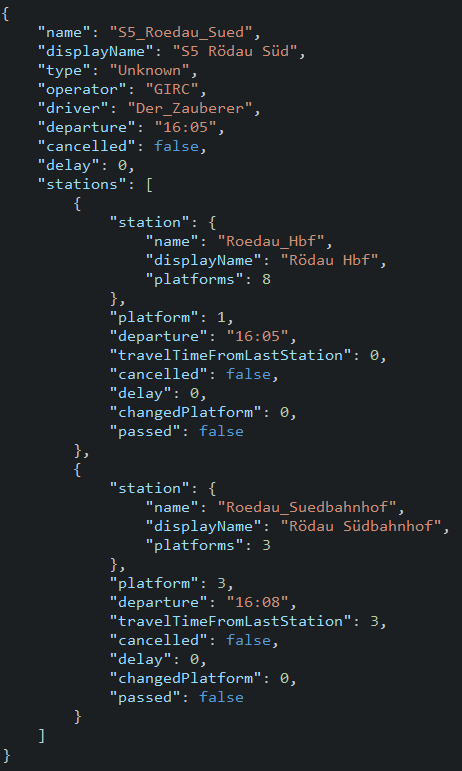 {
    "name": "S5_Roedau_Sued",
    "displayName": "S5 Rödau Süd",
    "type": "Unknown",
    "operator": "GIRC",
    "driver": "Der_Zauberer",
    "departure": "16:05",
    "cancelled": false,
    "delay": 0,
    "stations": [
        {
            "station": {
                "name": "Roedau_Hbf",
                "displayName": "Rödau Hbf",
                "platforms": 8
            },
            "platform": 1,
            "departure": "16:05",
            "travelTimeFromLastStation": 0,
            "cancelled": false,
            "delay": 0,
            "changedPlatform": 0,
            "passed": false
        },
        {
            "station": {
                "name": "Roedau_Suedbahnhof",
                "displayName": "Rödau Südbahnhof",
                "platforms": 3
            },
            "platform": 3,
            "departure": "16:08",
            "travelTimeFromLastStation": 3,
            "cancelled": false,
            "delay": 0,
            "changedPlatform": 0,
            "passed": false
        }
    ]
}